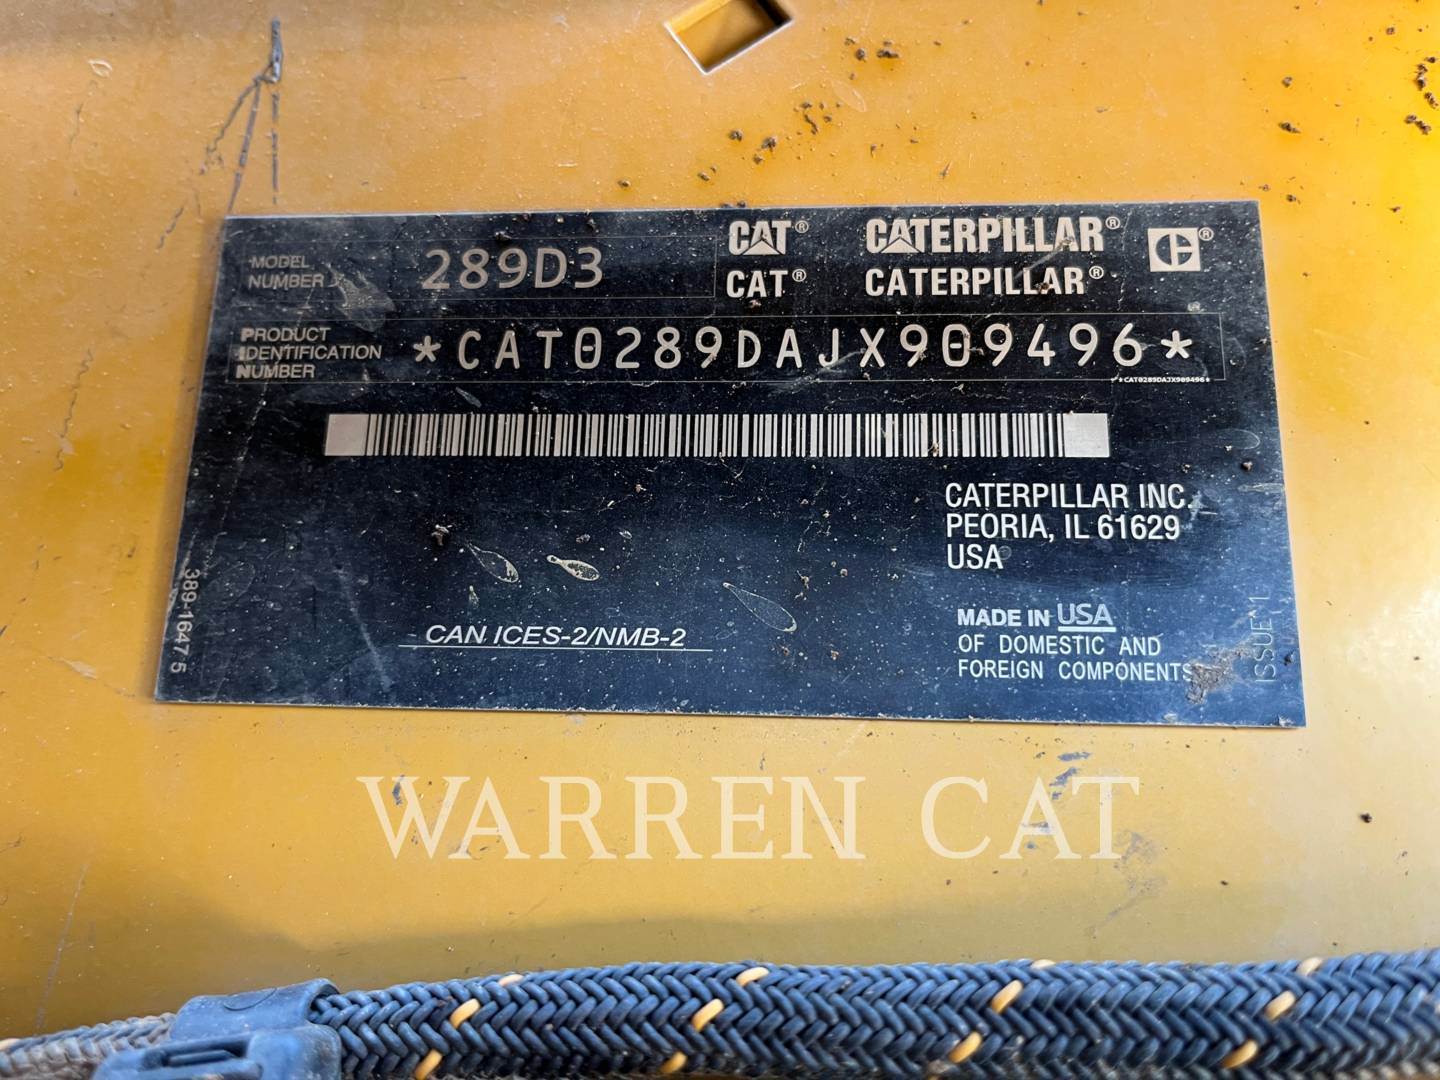 MODEL NUMBER 289D3
CAT® CATERPILLAR®
CAT® CATERPILLAR®
PRODUCT IDENTIFICATION NUMBER *CAT0289DAJX909496*
*CAT0289DAJX909496*
CATERPILLAR INC.
PEORIA, IL 61629
USA
CAN ICES-2/NMB-2
MADE IN USA
OF DOMESTIC AND
FOREIGN COMPONENTS
389-1647 5
ISSUE 1
WARREN CAT